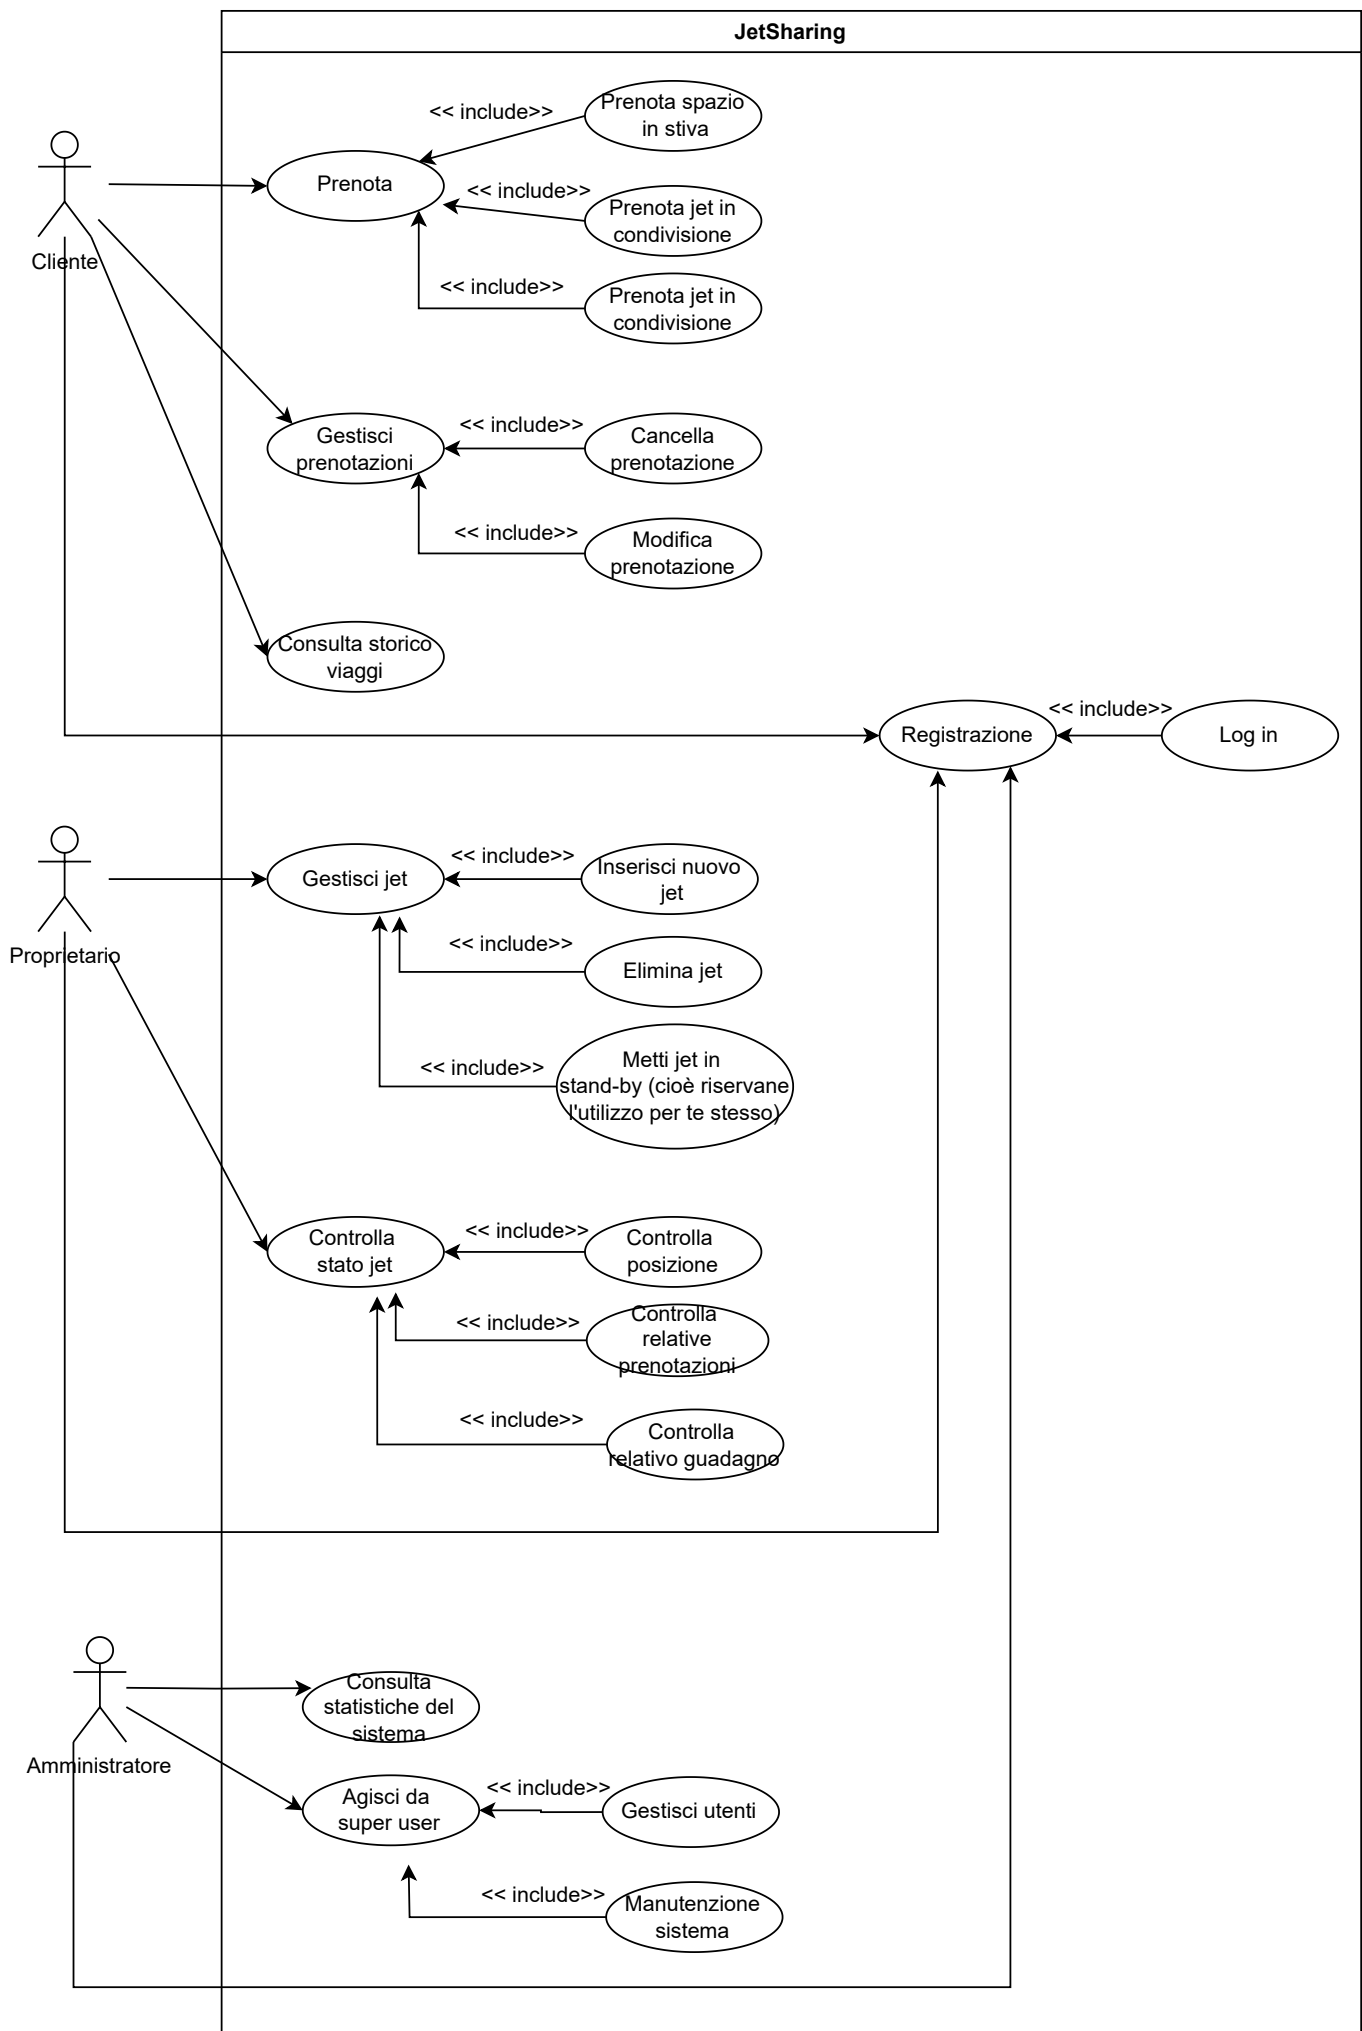 JetSharing
<< include>>
Prenota spazio
in stiva
Prenota
<< include>>
Prenota jet in
condivisione
Cliente
<< include>>
Prenota jet in
condivisione
Gestisci
prenotazioni
<< include>>
Cancella
prenotazione
<< include>>
Modifica
prenotazione
Consulta storico
viaggi
Registrazione
<< include>>
Log in
Proprietario
Gestisci jet
<< include>>
Inserisci nuovo
jet
<< include>>
Elimina jet
<< include>>
Metti jet in
stand-by (cioè riservane
l'utilizzo per te stesso)
Controlla
stato jet
<< include>>
Controlla
posizione
<< include>>
Controlla
relative
prenotazioni
<< include>>
Controlla
relativo guadagno
Amministratore
Consulta
statistiche del
sistema
Agisci da
super user
<< include>>
Gestisci utenti
<< include>>
Manutenzione
sistema